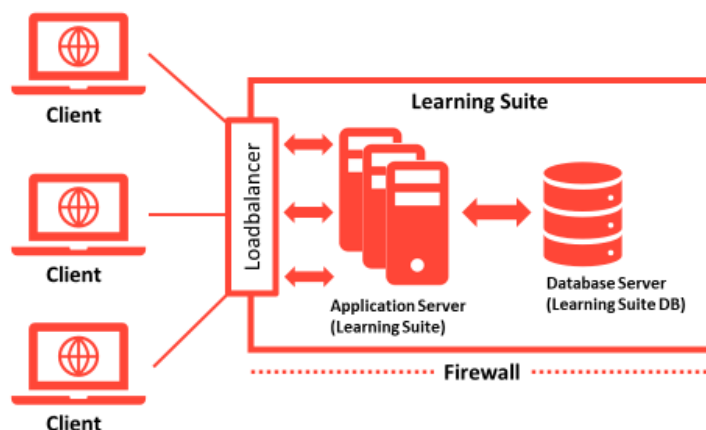 Client
Client
Client
Loadbalancer
Learning Suite
Application Server
(Learning Suite)
Database Server
(Learning Suite DB)
Firewall